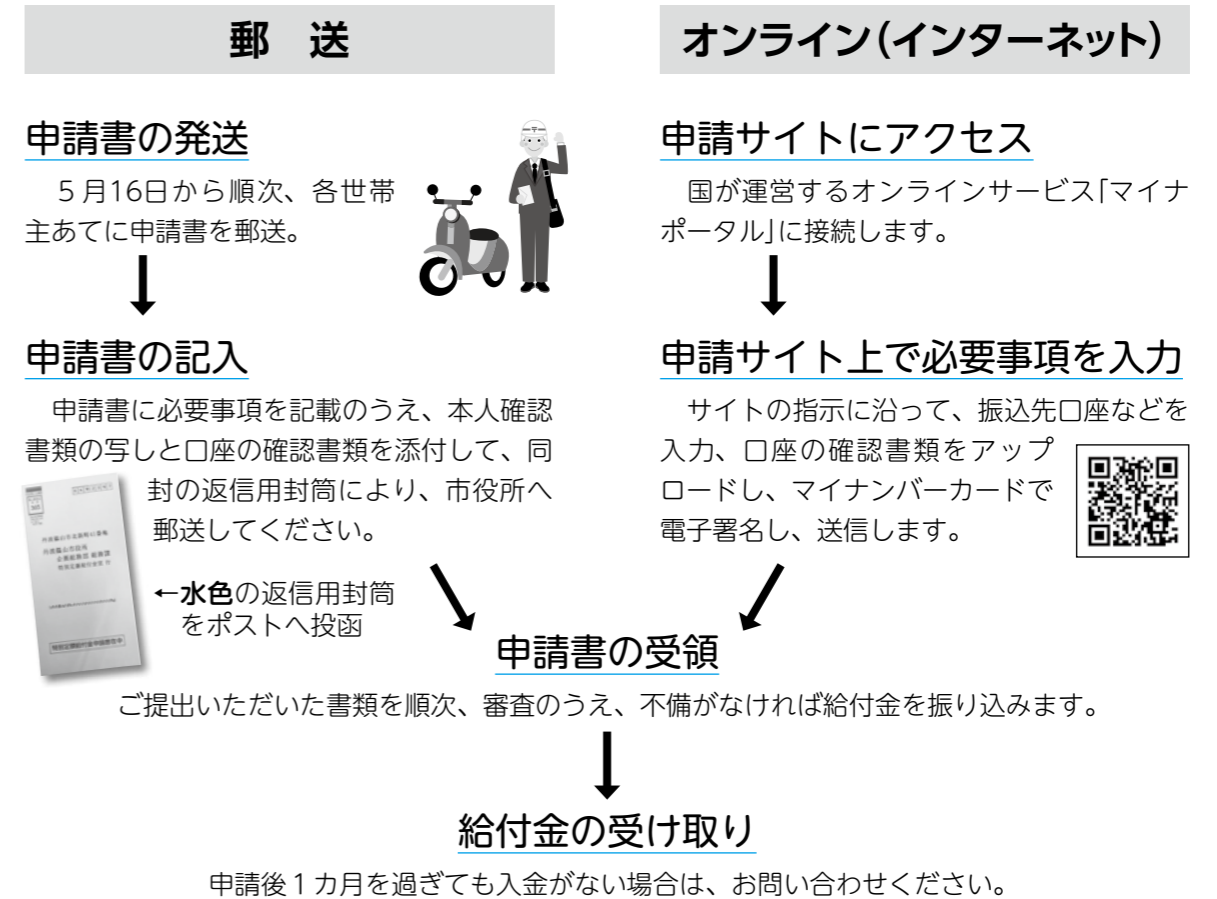 郵 送
申請書の発送
５月16日から順次、各世帯
主あてに申請書を郵送。
申請書の記入
申請書に必要事項を記載のうえ、本人確認
書類の写しと口座の確認書類を添付して、同
封の返信用封筒により、市役所へ
郵送してください。
←水色の返信用封筒
をポストへ投函
オンライン(インターネット)
申請サイトにアクセス
国が運営するオンラインサービス｢マイナ
ポータル｣に接続します。
申請サイト上で必要事項を入力
サイトの指示に沿って、振込先口座などを
入力、口座の確認書類をアップ
ロードし、マイナンバーカードで
電子署名し、送信します。
申請書の受領
ご提出いただいた書類を順次、審査のうえ、不備がなければ給付金を振り込みます。
給付金の受け取り
申請後１カ月を過ぎても入金がない場合は、お問い合わせください。